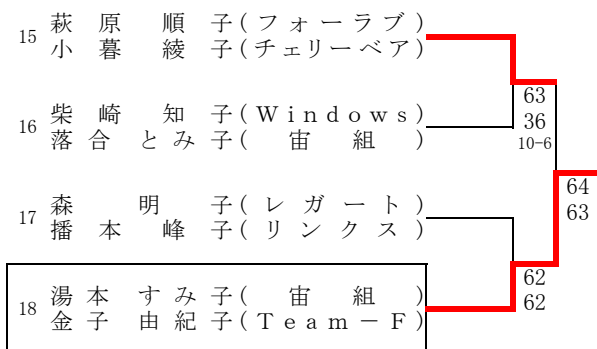 15 萩原 順子(フォーラブ)
小暮 綾子(チェリーベア)
63
36
10-6
16 柴崎 知子(Windows)
落合 とみ子(宙組)
64
63
17 森 明子(レガート)
播本 峰子(リンクス)
62
62
18 湯本 すみ子(宙組)
金子 由紀子(Team－F)